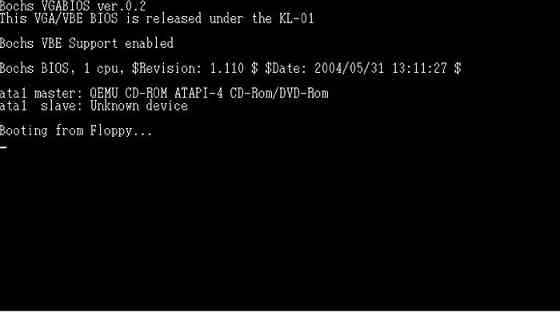 Bochs VGABIOS ver.0.2
This VGA/VBE BIOS is released under the KL-01
Bochs VBE Support enabled
Bochs BIOS, 1 cpu, $Revision: 1.110 $ $Date: 2004/05/31 13:11:27 $
ata1 master: QEMU CD-ROM ATAPI-4 CD-Rom/DVD-Rom
ata1  slave: Unknown device
Booting from Floppy...